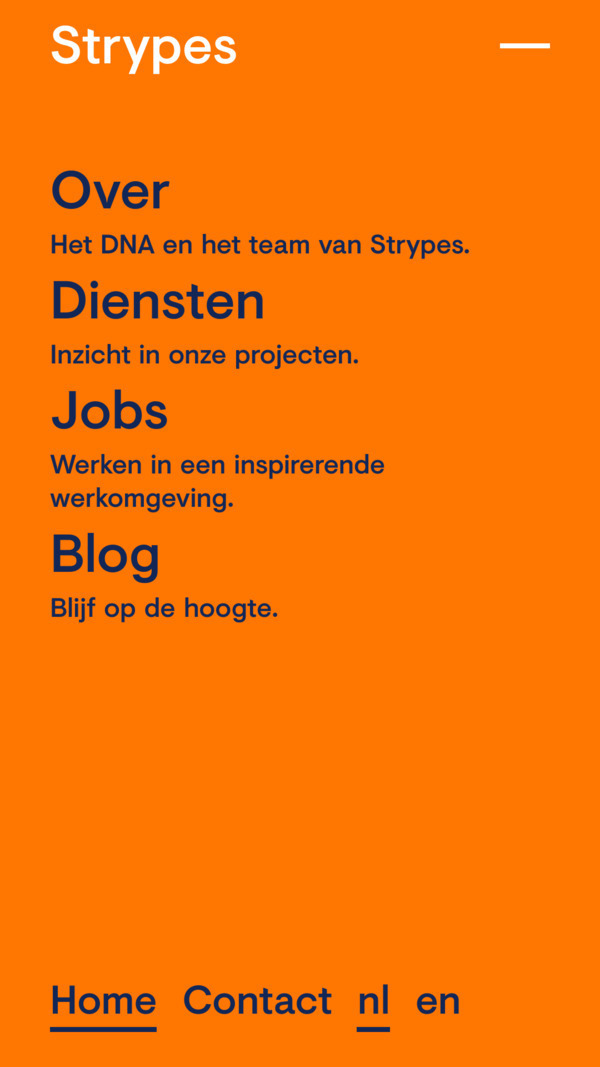 Strypes
Over
Het DNA en het team van Strypes.
Diensten
Inzicht in onze projecten.
Jobs
Werken in een inspirerende
werkomgeving.
Blog
Blijf op de hoogte.
Home Contact nl en